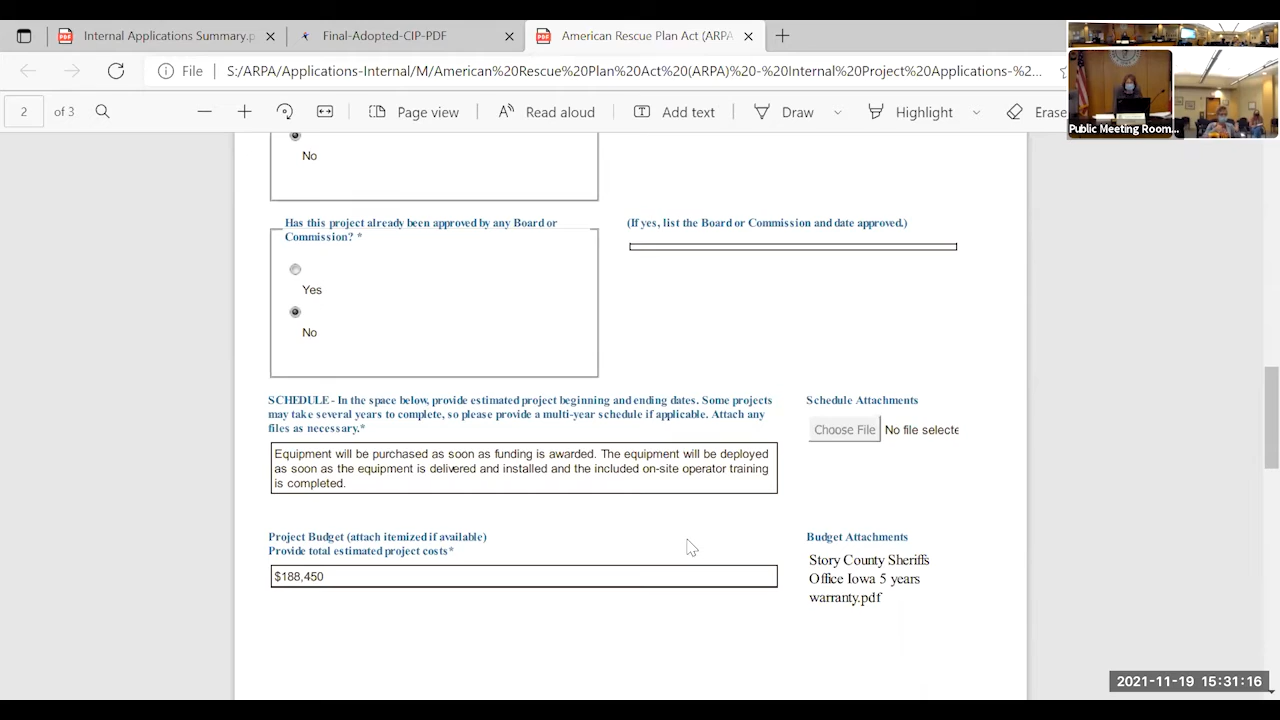 Internal Applications Summary.p
Final-Adopted-CIP-PDF
American Rescue Plan Act (ARPA)
File
S:/ARPA/Applications-Internal/M/American%20Rescue%20Plan%20Act%20(ARPA)%20-%20Internal%20Project%20Applications-%2...
2
of 3
Page view
Read aloud
Add text
Draw
Highlight
Erase
Public Meeting Room...
No
Has this project already been approved by any Board or
Commission? *
(If yes, list the Board or Commission and date approved.)
Yes
No
SCHEDULE - In the space below, provide estimated project beginning and ending dates. Some projects
may take several years to complete, so please provide a multi-year schedule if applicable. Attach any
files as necessary.*
Schedule Attachments
Choose File No file selecte
Equipment will be purchased as soon as funding is awarded. The equipment will be deployed
as soon as the equipment is delivered and installed and the included on-site operator training
is completed.
Project Budget (attach itemized if available)
Provide total estimated project costs*
Budget Attachments
$188,450
Story County Sheriffs
Office Iowa 5 years
warranty.pdf
2021-11-19 15:31:16